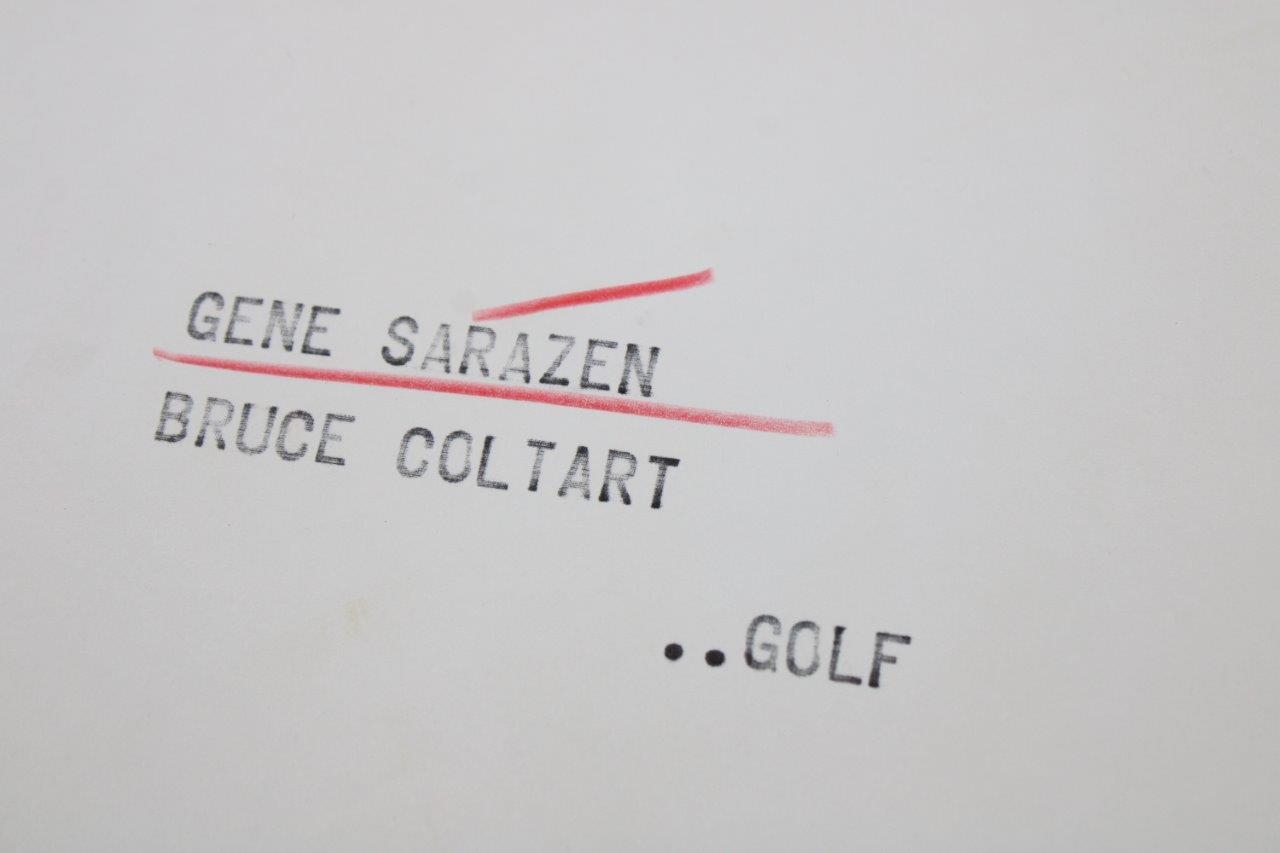 GENE SARAZEN
BRUCE COLTART
..GOLF